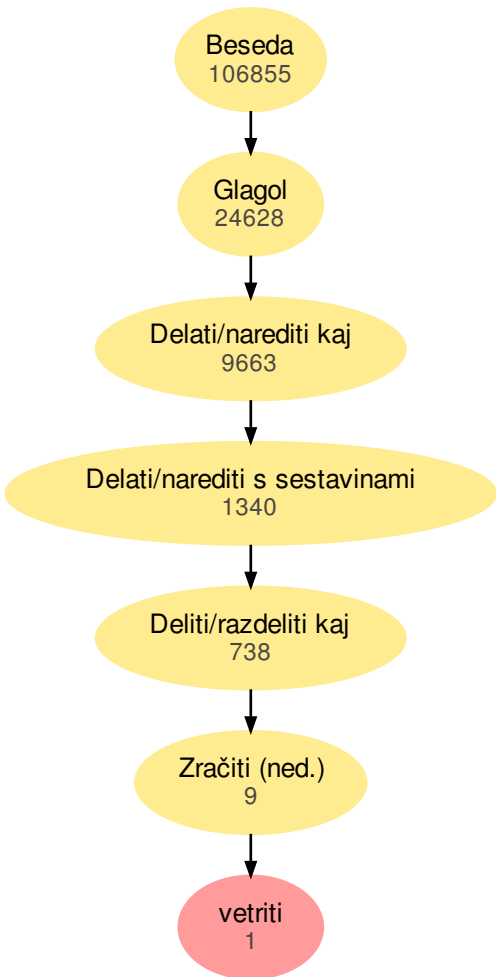 Beseda
106855
Glagol
24628
Delati/narediti kaj
9663
Delati/narediti s sestavinami
1340
Deliti/razdeliti kaj
738
Zračiti (ned.)
9
vetriti
1